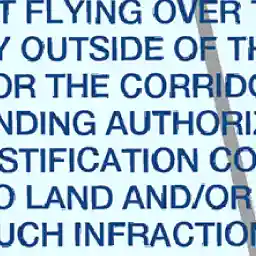 T FLYING OVER T
Y OUTSIDE OF TH
OR THE CORRIDO
NDING AUTHORIZ
STIFICATION CO
O LAND AND/OR
UCH INFRACTION